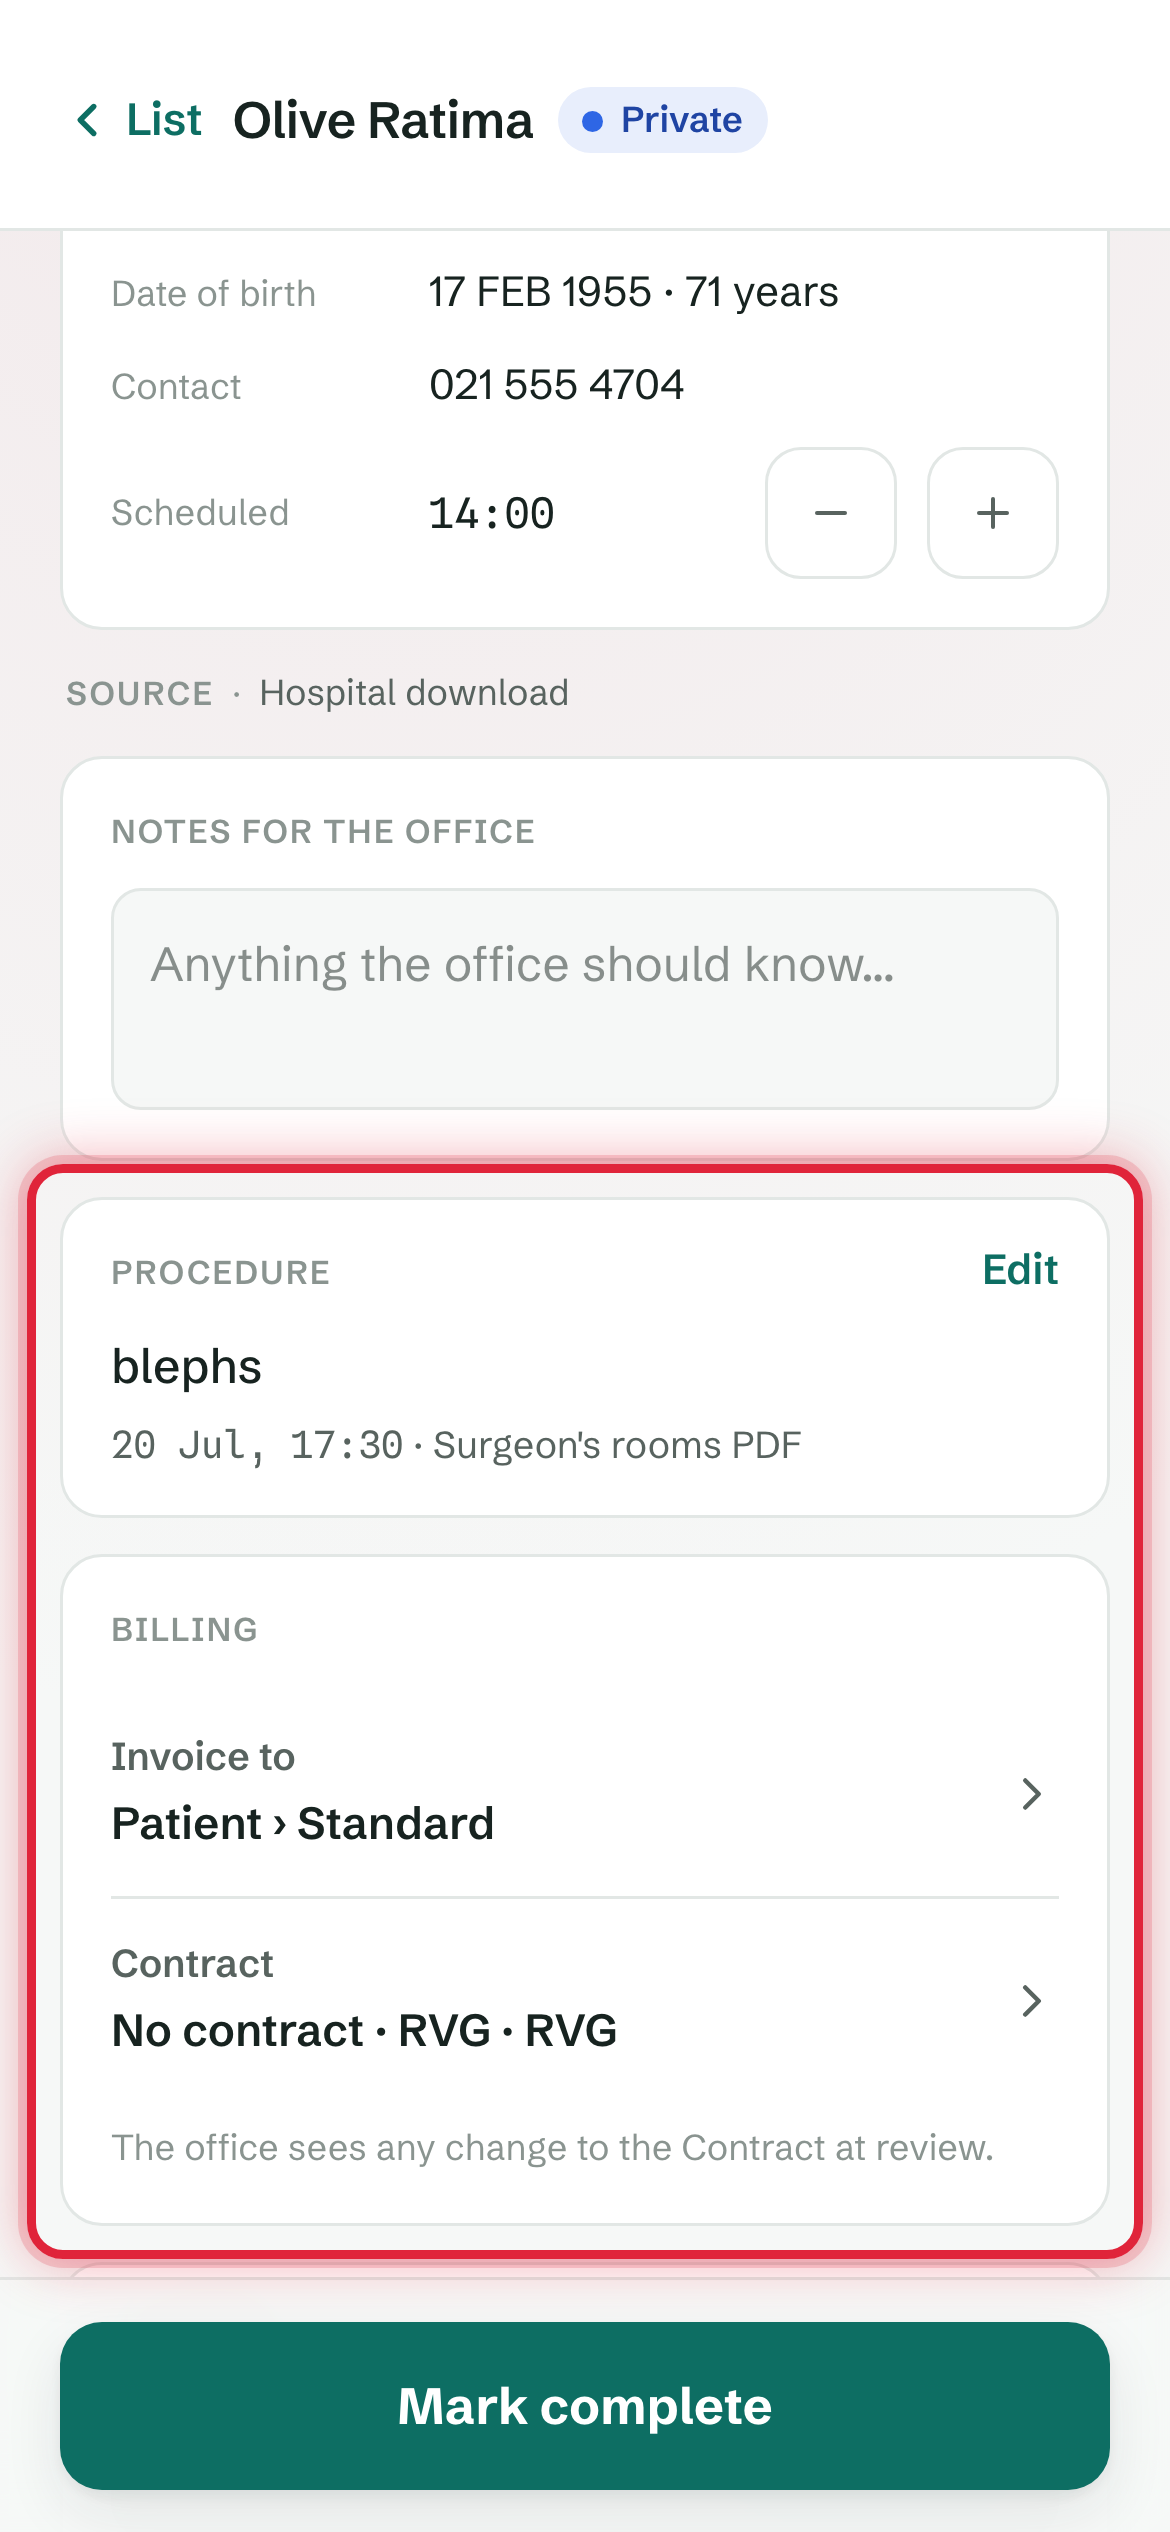 List Olive Ratima Private
Date of birth 17 FEB 1955 · 71 years
Contact 021 555 4704
Scheduled 14:00
SOURCE · Hospital download
NOTES FOR THE OFFICE
Anything the office should know...
PROCEDURE Edit
blephs
20 Jul, 17:30 · Surgeon's rooms PDF
BILLING
Invoice to
Patient › Standard
Contract
No contract · RVG · RVG
The office sees any change to the Contract at review.
Mark complete